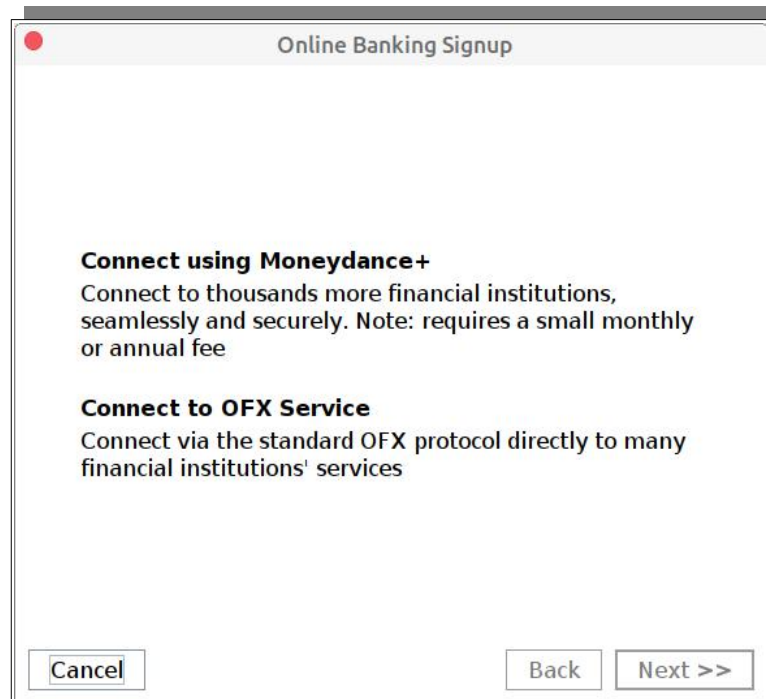 Online Banking Signup
Connect using Moneydance+
Connect to thousands more financial institutions,
seamlessly and securely. Note: requires a small monthly
or annual fee
Connect to OFX Service
Connect via the standard OFX protocol directly to many
financial institutions' services
Cancel
Back
Next >>